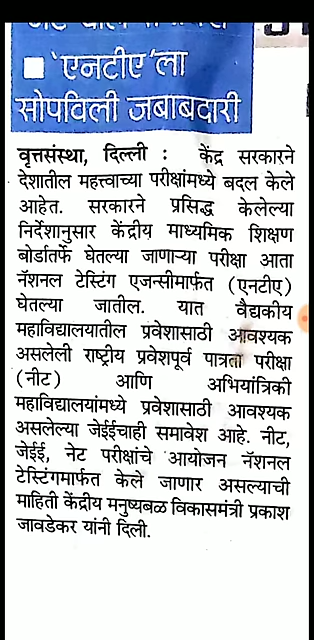 ■ 'एनटीए'ला
सोपविली जबाबदारी
वृत्तसंस्था, दिल्ली : केंद्र सरकारने
देशातील महत्त्वाच्या परीक्षांमध्ये बदल केले
आहेत. सरकारने प्रसिद्ध केलेल्या
निर्देशानुसार केंद्रीय माध्यमिक शिक्षण
बोर्डातर्फे घेतल्या जाणाऱ्या परीक्षा आता
नॅशनल टेस्टिंग एजन्सीमार्फत (एनटीए)
घेतल्या जातील. यात वैद्यकीय
महाविद्यालयातील प्रवेशासाठी आवश्यक
असलेली राष्ट्रीय प्रवेशपूर्व पात्रता परीक्षा
(नीट) आणि अभियांत्रिकी
महाविद्यालयांमध्ये प्रवेशासाठी आवश्यक
असलेल्या जेईईचाही समावेश आहे. नीट,
जेईई, नेट परीक्षांचे आयोजन नॅशनल
टेस्टिंगमार्फत केले जाणार असल्याची
माहिती केंद्रीय मनुष्यबळ विकासमंत्री प्रकाश
जावडेकर यांनी दिली.